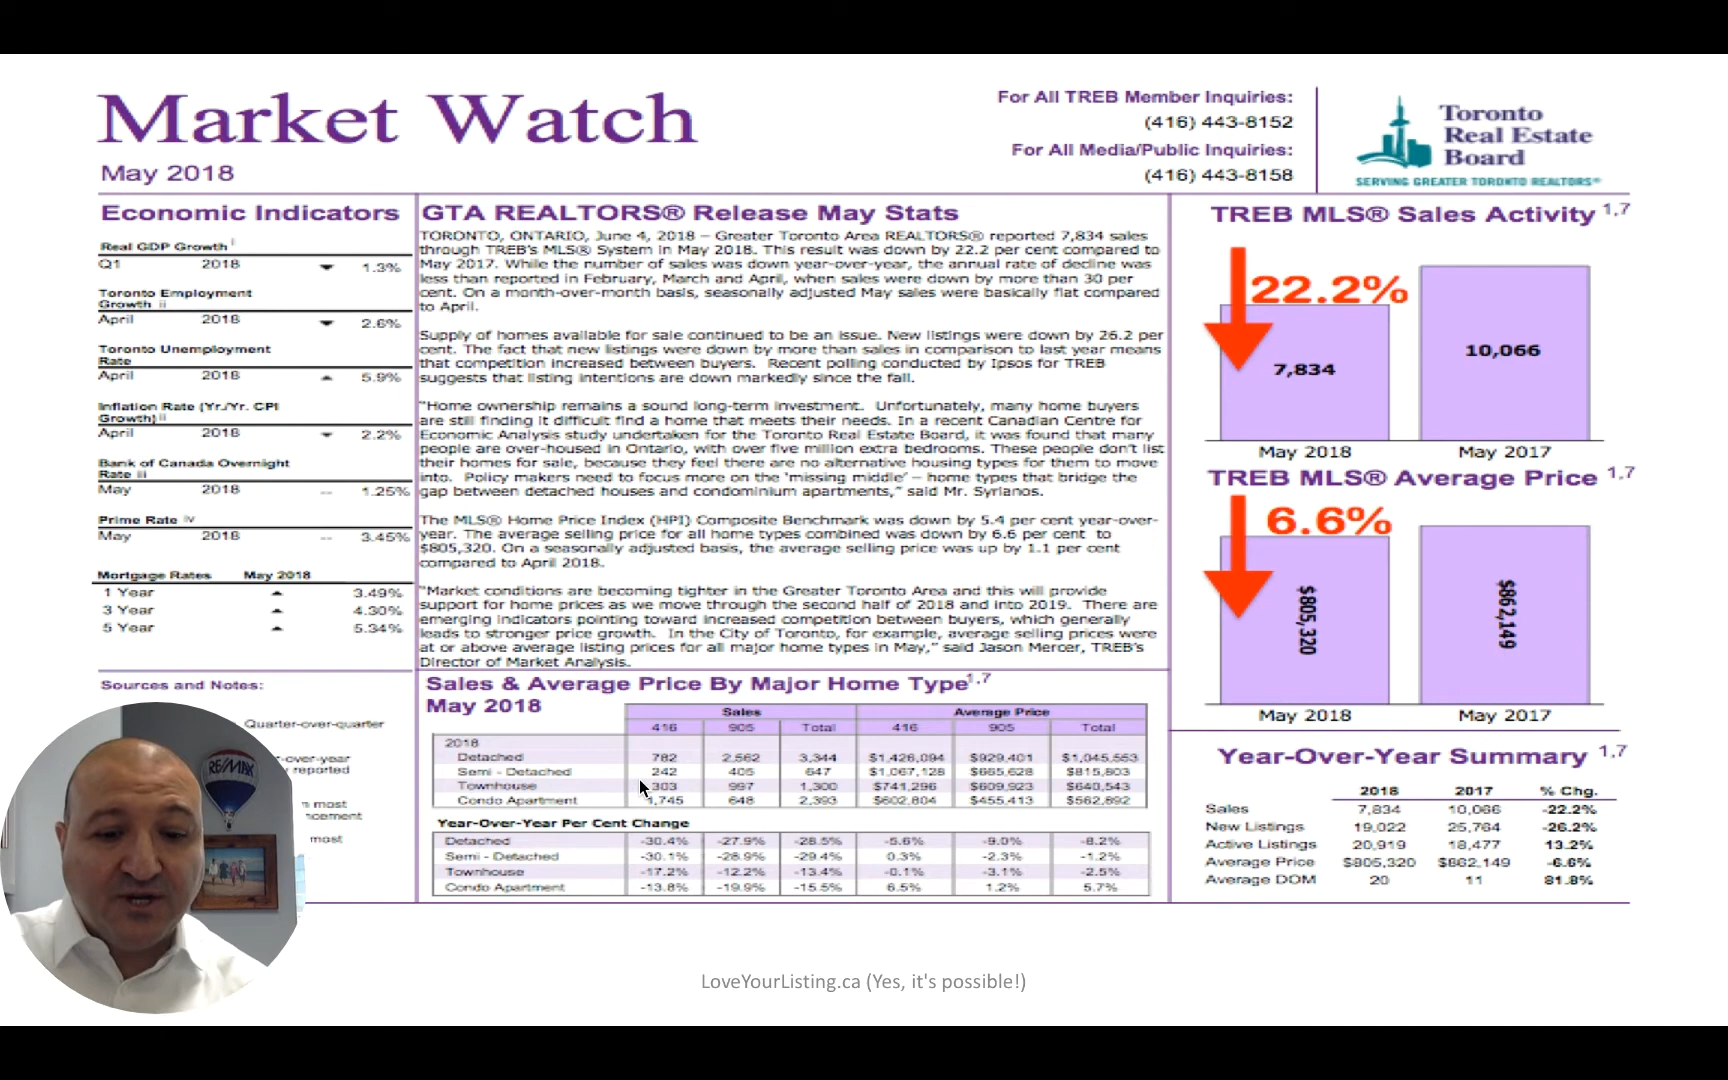 Market Watch
May 2018
For All TREB Member Inquiries:
(416) 443-8152
For All Media/Public Inquiries:
(416) 443-8158
Toronto
Real Estate
Board
SERVING GREATER TORONTO REALTORS®
Economic Indicators
Real GDP Growth i
Q1 2018 1.3%
Toronto Employment
Growth ii
April 2018 2.6%
Toronto Unemployment
Rate
April 2018 5.9%
Inflation Rate (Yr./Yr. CPI
Growth) ii
April 2018 2.2%
Bank of Canada Overnight
Rate iii
May 2018 -- 1.25%
Prime Rate iv
May 2018 -- 3.45%
Mortgage Rates May 2018
1 Year 3.49%
3 Year 4.30%
5 Year 5.34%
Sources and Notes:
Quarter-over-quarter
-over-year
reported
most
ncement
most
RE/MAX
GTA REALTORS® Release May Stats
TORONTO, ONTARIO, June 4, 2018 – Greater Toronto Area REALTORS® reported 7,834 sales
through TREB's MLS® System in May 2018. This result was down by 22.2 per cent compared to
May 2017. While the number of sales was down year-over-year, the annual rate of decline was
less than reported in February, March and April, when sales were down by more than 30 per
cent. On a month-over-month basis, seasonally adjusted May sales were basically flat compared
to April.
Supply of homes available for sale continued to be an issue. New listings were down by 26.2 per
cent. The fact that new listings were down by more than sales in comparison to last year means
that competition increased between buyers. Recent polling conducted by Ipsos for TREB
suggests that listing intentions are down markedly since the fall.
"Home ownership remains a sound long-term investment. Unfortunately, many home buyers
are still finding it difficult find a home that meets their needs. In a recent Canadian Centre for
Economic Analysis study undertaken for the Toronto Real Estate Board, it was found that many
people are over-housed in Ontario, with over five million extra bedrooms. These people don't list
their homes for sale, because they feel there are no alternative housing types for them to move
into. Policy makers need to focus more on the 'missing middle' – home types that bridge the
gap between detached houses and condominium apartments," said Mr. Syrianos.
The MLS® Home Price Index (HPI) Composite Benchmark was down by 5.4 per cent year-over-
year. The average selling price for all home types combined was down by 6.6 per cent to
$805,320. On a seasonally adjusted basis, the average selling price was up by 1.1 per cent
compared to April 2018.
"Market conditions are becoming tighter in the Greater Toronto Area and this will provide
support for home prices as we move through the second half of 2018 and into 2019. There are
emerging indicators pointing toward increased competition between buyers, which generally
leads to stronger price growth. In the City of Toronto, for example, average selling prices were
at or above average listing prices for all major home types in May," said Jason Mercer, TREB's
Director of Market Analysis.
Sales & Average Price By Major Home Type 1,7
May 2018
Sales Average Price
416 905 Total 416 905 Total
2018
Detached 782 2,562 3,344 $1,426,094 $929,401 $1,045,553
Semi - Detached 242 405 647 $1,067,128 $665,628 $815,803
Townhouse 303 997 1,300 $741,296 $609,923 $640,543
Condo Apartment 1,745 648 2,393 $602,804 $455,413 $562,892
Year-Over-Year Per Cent Change
Detached -30.4% -27.9% -28.5% -5.6% -9.0% -8.2%
Semi - Detached -30.1% -28.9% -29.4% 0.3% -2.3% -1.2%
Townhouse -17.2% -12.2% -13.4% -0.1% -3.1% -2.5%
Condo Apartment -13.8% -19.9% -15.5% 6.5% 1.2% 5.7%
TREB MLS® Sales Activity 1,7
22.2%
7,834
10,066
May 2018 May 2017
TREB MLS® Average Price 1,7
6.6%
$805,320
$862,149
May 2018 May 2017
Year-Over-Year Summary 1,7
2018 2017 % Chg.
Sales 7,834 10,066 -22.2%
New Listings 19,022 25,764 -26.2%
Active Listings 20,919 18,477 13.2%
Average Price $805,320 $862,149 -6.6%
Average DOM 20 11 81.8%
LoveYourListing.ca (Yes, it's possible!)